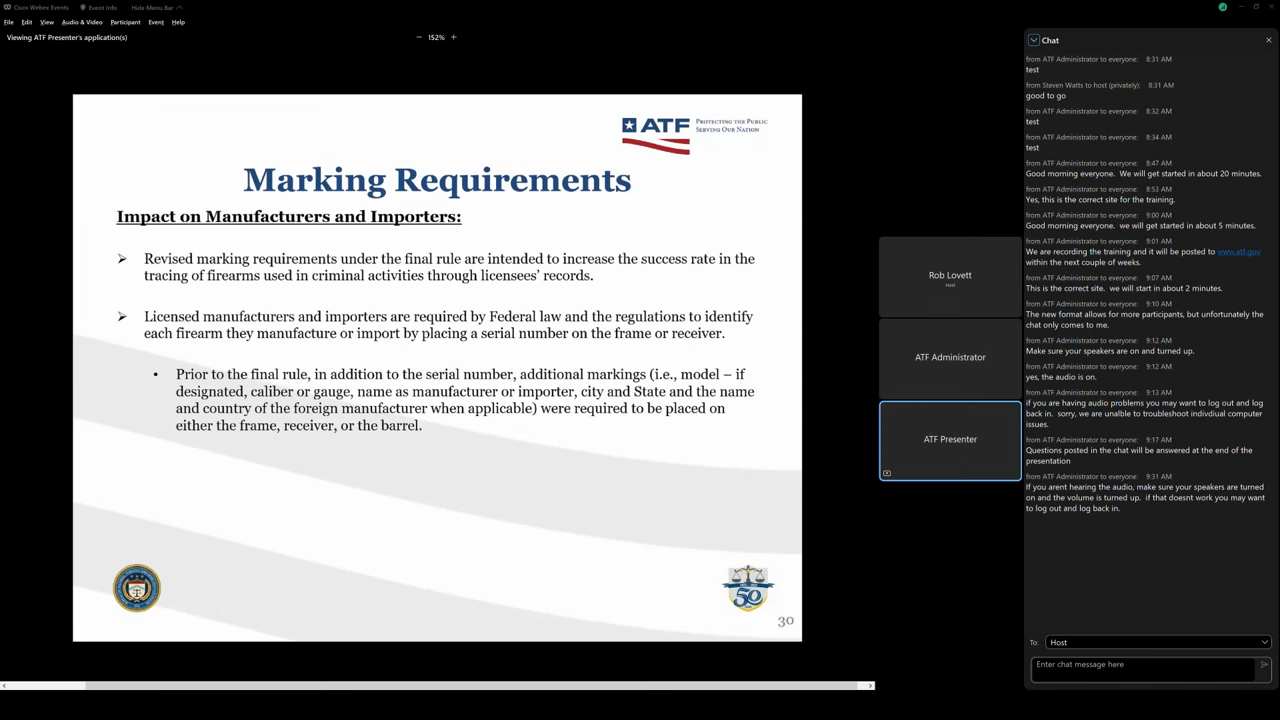 Cisco Webex Events
Event Info
Hide Menu Bar
File Edit View Audio & Video Participant Event Help
Viewing ATF Presenter's application(s)
152%
ATF
PROTECTING THE PUBLIC
SERVING OUR NATION
Marking Requirements
Impact on Manufacturers and Importers:
Revised marking requirements under the final rule are intended to increase the success rate in the
tracing of firearms used in criminal activities through licensees' records.
Licensed manufacturers and importers are required by Federal law and the regulations to identify
each firearm they manufacture or import by placing a serial number on the frame or receiver.
• Prior to the final rule, in addition to the serial number, additional markings (i.e., model – if
designated, caliber or gauge, name as manufacturer or importer, city and State and the name
and country of the foreign manufacturer when applicable) were required to be placed on
either the frame, receiver, or the barrel.
50
30
Rob Lovett
Host
ATF Administrator
ATF Presenter
Chat
from ATF Administrator to everyone: 8:31 AM
test
from Steven Watts to host (privately): 8:31 AM
good to go
from ATF Administrator to everyone: 8:32 AM
test
from ATF Administrator to everyone: 8:34 AM
test
from ATF Administrator to everyone: 8:47 AM
Good morning everyone. We will get started in about 20 minutes.
from ATF Administrator to everyone: 8:53 AM
Yes, this is the correct site for the training.
from ATF Administrator to everyone: 9:00 AM
Good morning everyone. we will get started in about 5 minutes.
from ATF Administrator to everyone: 9:01 AM
We are recording the training and it will be posted to www.atf.gov
within the next couple of weeks.
from ATF Administrator to everyone: 9:07 AM
This is the correct site. we will start in about 2 minutes.
from ATF Administrator to everyone: 9:10 AM
The new format allows for more participants, but unfortunately the
chat only comes to me.
from ATF Administrator to everyone: 9:12 AM
Make sure your speakers are on and turned up.
from ATF Administrator to everyone: 9:12 AM
yes, the audio is on.
from ATF Administrator to everyone: 9:13 AM
if you are having audio problems you may want to log out and log
back in. sorry, we are unable to troubleshoot indivdiual computer
issues.
from ATF Administrator to everyone: 9:17 AM
Questions posted in the chat will be answered at the end of the
presentation
from ATF Administrator to everyone: 9:31 AM
If you arent hearing the audio, make sure your speakers are turned
on and the volume is turned up. if that doesnt work you may want
to log out and log back in.
To: Host
Enter chat message here